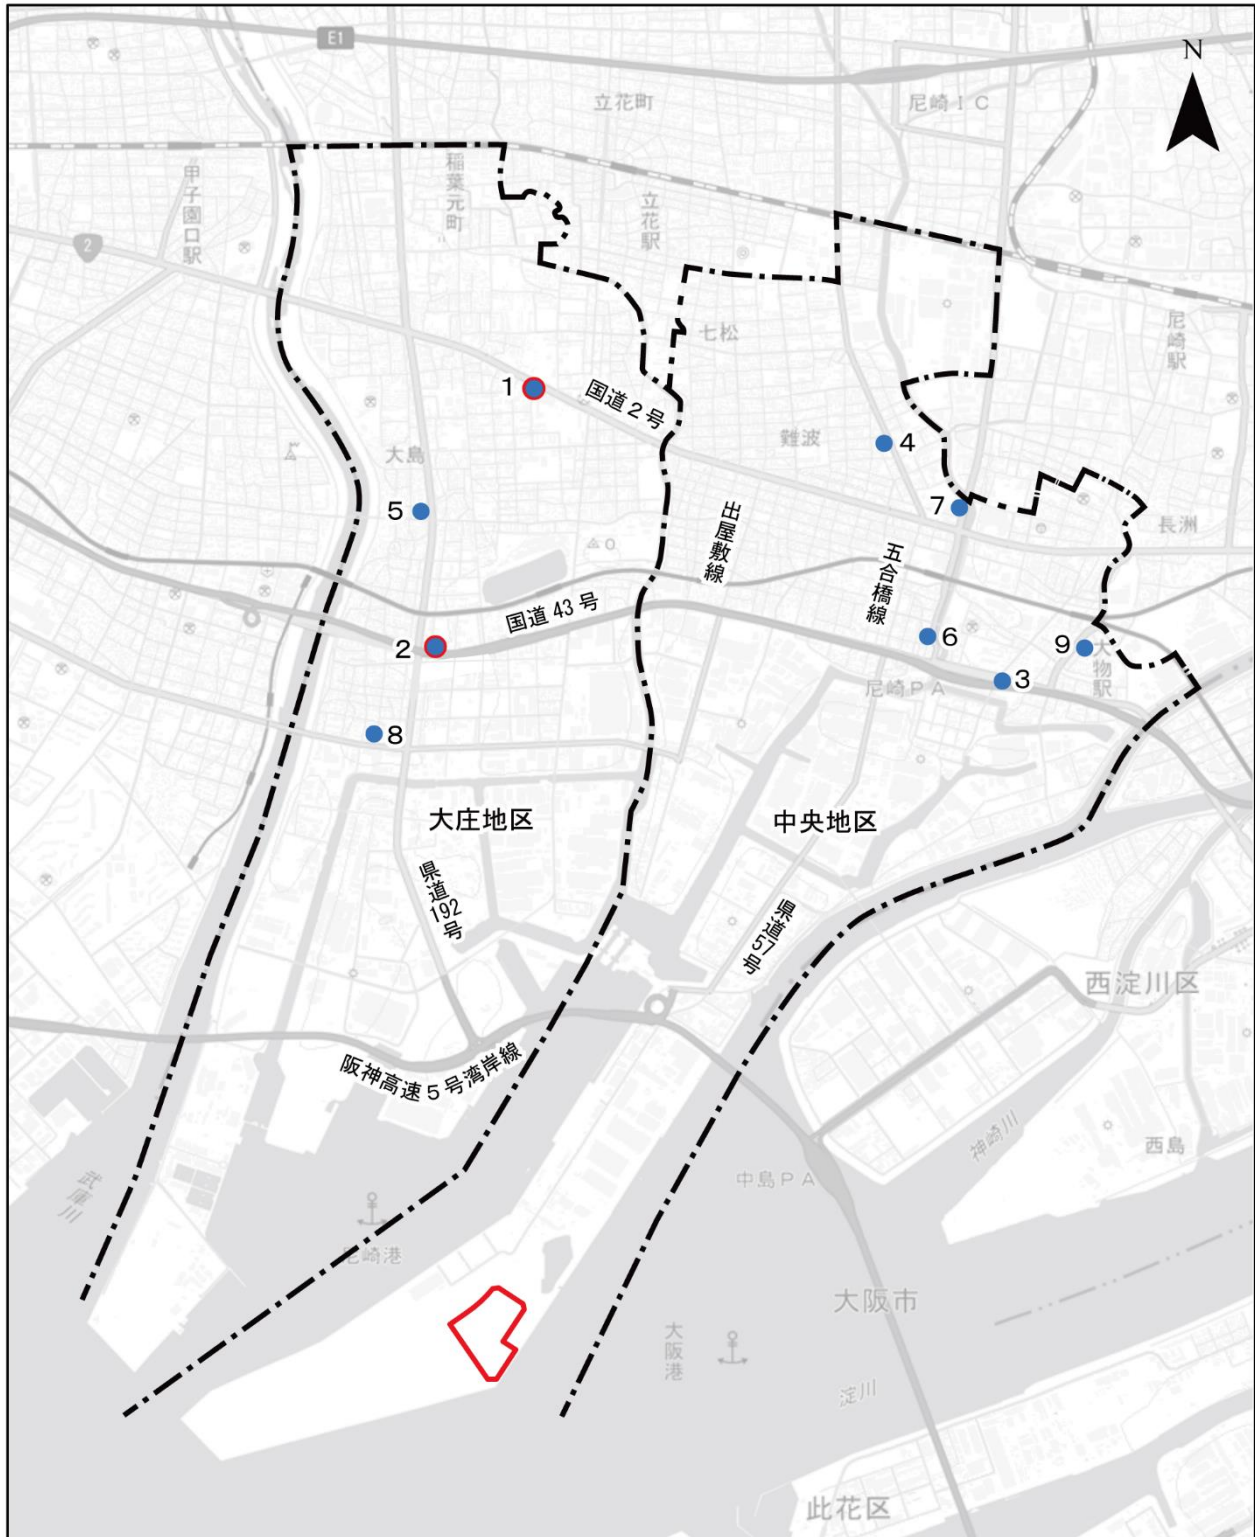 E1
N
立花町
尼崎IC
稲葉元町
甲子園口駅
立花駅
2
尼崎駅
七松
1
国道2号
難波
4
大島
5
7
出屋敷線
長洲
五合橋線
国道43号
6
2
9
大物駅
3
尼崎PA
8
大庄地区
中央地区
県道192号
県道57号
西淀川区
阪神高速5号湾岸線
神崎川
西島
中島PA
武庫川
尼崎港
大阪市
大阪港
淀川
此花区